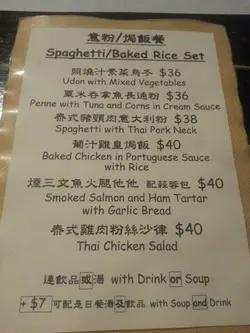 意粉/焗飯餐
Spaghetti/Baked Rice Set
照燒汁素菜烏冬 $36
Udon with Mixed Vegetables
粟米吞拿魚長通粉 $36
Penne with Tuna and Corns in Cream Sauce
泰式豬頸肉意大利粉 $38
Spaghetti with Thai Pork Neck
葡汁雞皇焗飯 $40
Baked Chicken in Portuguese Sauce
with Rice
煙三文魚火腿他他 配蒜蓉包 $40
Smoked Salmon and Ham Tartar
with Garlic Bread
泰式雞肉粉絲沙律 $40
Thai Chicken Salad
連飲品或湯 with Drink or Soup
+ $7 可配是日餐湯及飲品 with Soup and Drink